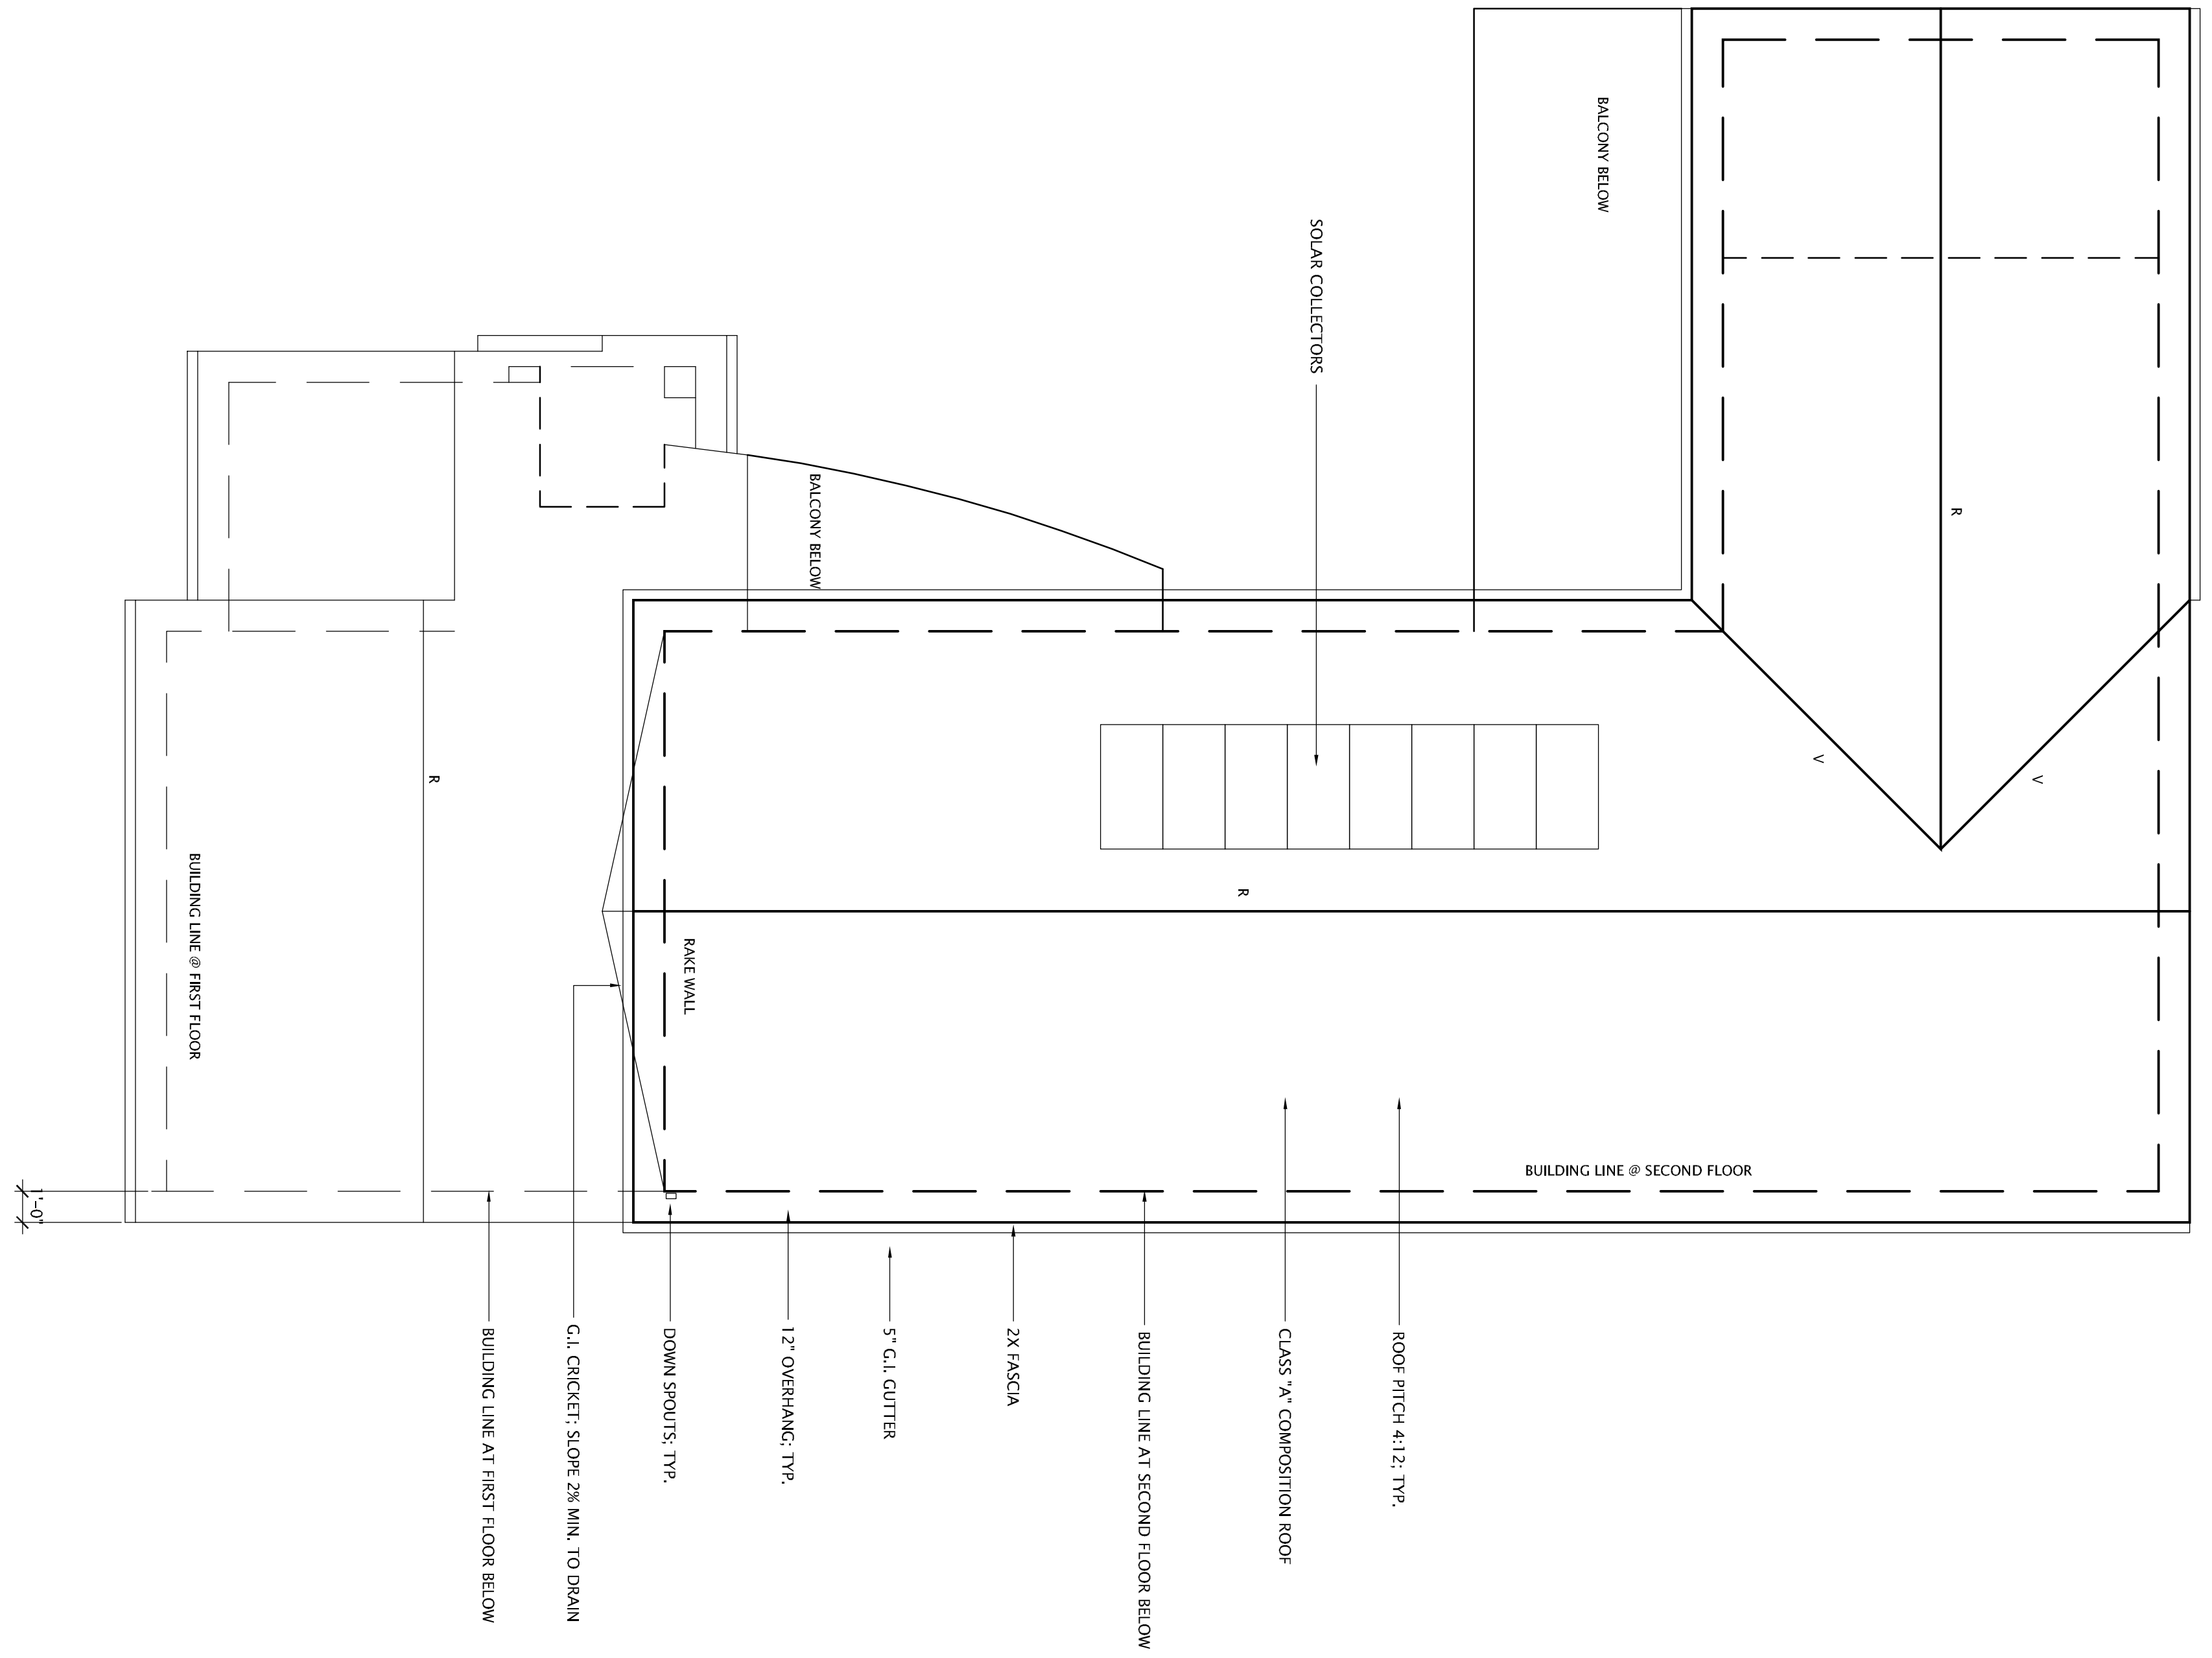 BALCONY BELOW
SOLAR COLLECTORS
R
BALCONY BELOW
V
V
R
R
RAKE WALL
BUILDING LINE @ FIRST FLOOR
BUILDING LINE @ SECOND FLOOR
1'-0"
ROOF PITCH 4:12; TYP.
CLASS "A" COMPOSITION ROOF
BUILDING LINE AT SECOND FLOOR BELOW
2X FASCIA
5" G.I. GUTTER
12" OVERHANG; TYP.
DOWN SPOUTS; TYP.
G.I. CRICKET; SLOPE 2% MIN. TO DRAIN
BUILDING LINE AT FIRST FLOOR BELOW